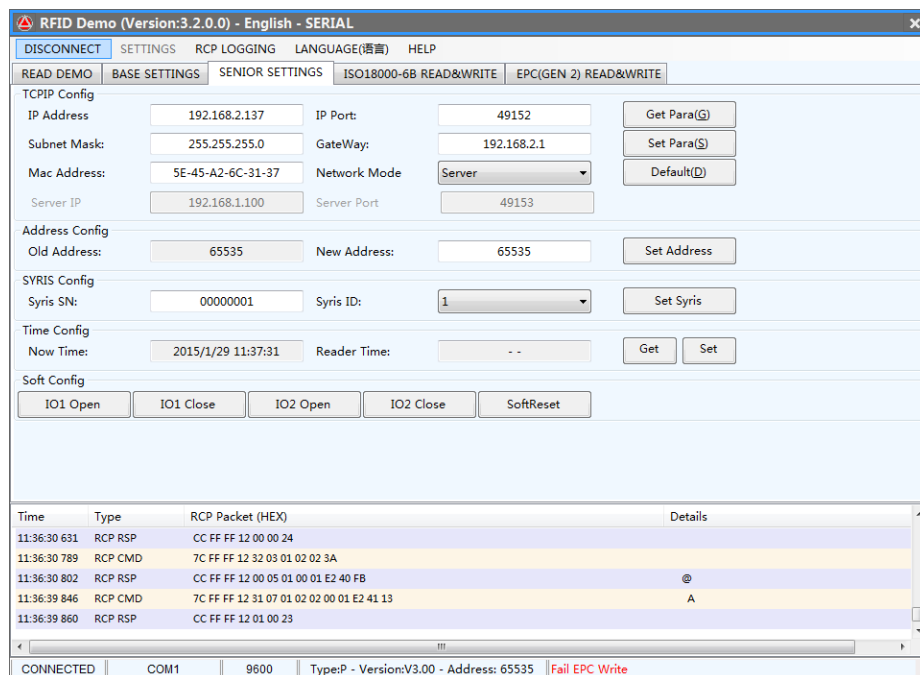 RFID Demo (Version:3.2.0.0) - English - SERIAL
DISCONNECT SETTINGS RCP LOGGING LANGUAGE(语言) HELP
READ DEMO BASE SETTINGS SENIOR SETTINGS ISO18000-6B READ&WRITE EPC(GEN 2) READ&WRITE
TCPIP Config
IP Address 192.168.2.137 IP Port: 49152 Get Para(G)
Subnet Mask: 255.255.255.0 GateWay: 192.168.2.1 Set Para(S)
Mac Address: 5E-45-A2-6C-31-37 Network Mode Server Default(D)
Server IP 192.168.1.100 Server Port 49153
Address Config
Old Address: 65535 New Address: 65535 Set Address
SYRIS Config
Syris SN: 00000001 Syris ID: 1 Set Syris
Time Config
Now Time: 2015/1/29 11:37:31 Reader Time: - - Get Set
Soft Config
IO1 Open IO1 Close IO2 Open IO2 Close SoftReset
Time Type RCP Packet (HEX) Details
11:36:30 631 RCP RSP CC FF FF 12 00 00 24
11:36:30 789 RCP CMD 7C FF FF 12 32 03 01 02 02 3A
11:36:30 802 RCP RSP CC FF FF 12 00 05 01 00 01 E2 40 FB @
11:36:39 846 RCP CMD 7C FF FF 12 31 07 01 02 02 00 01 E2 41 13 A
11:36:39 860 RCP RSP CC FF FF 12 01 00 23
CONNECTED COM1 9600 Type:P - Version:V3.00 - Address: 65535 Fail EPC Write